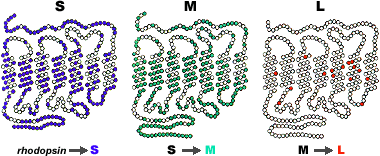 S M L
rhodopsin → S S → M M → L